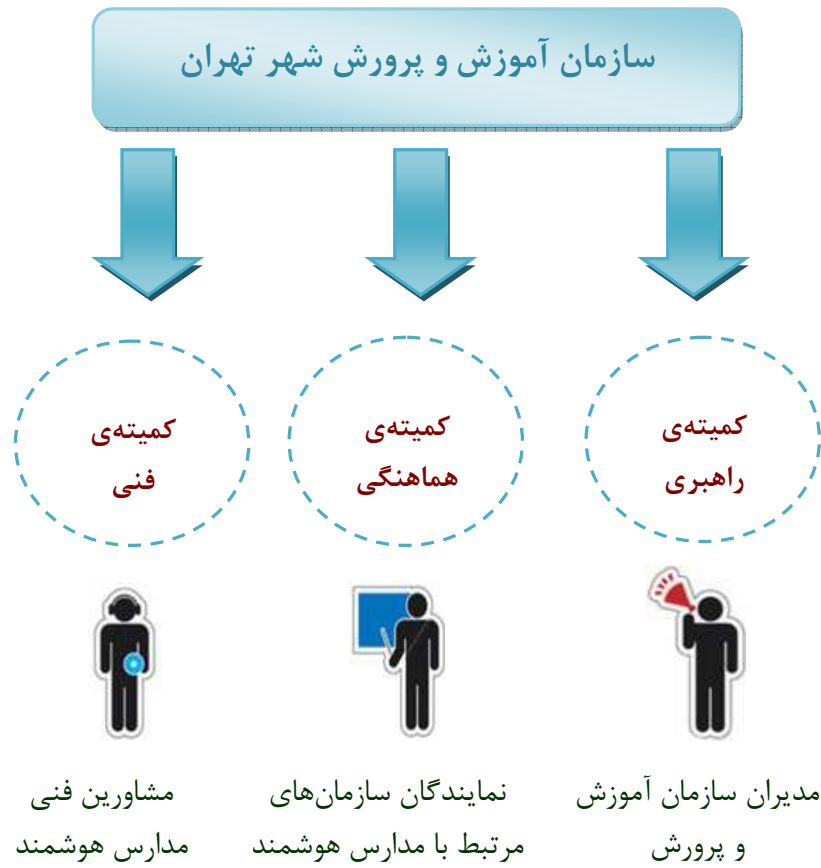 سازمان آموزش و پرورش شهر تهران
کمیته‌ی
راهبری
کمیته‌ی
هماهنگی
کمیته‌ی
فنی
مدیران سازمان آموزش
و پرورش
نمایندگان سازمان‌های
مرتبط با مدارس هوشمند
مشاورین فنی
مدارس هوشمند